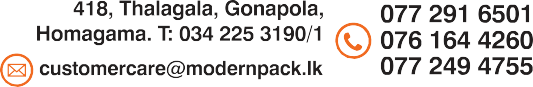 418, Thalagala, Gonapola,
Homagama. T: 034 225 3190/1
customercare@modernpack.lk
077 291 6501
076 164 4260
077 249 4755